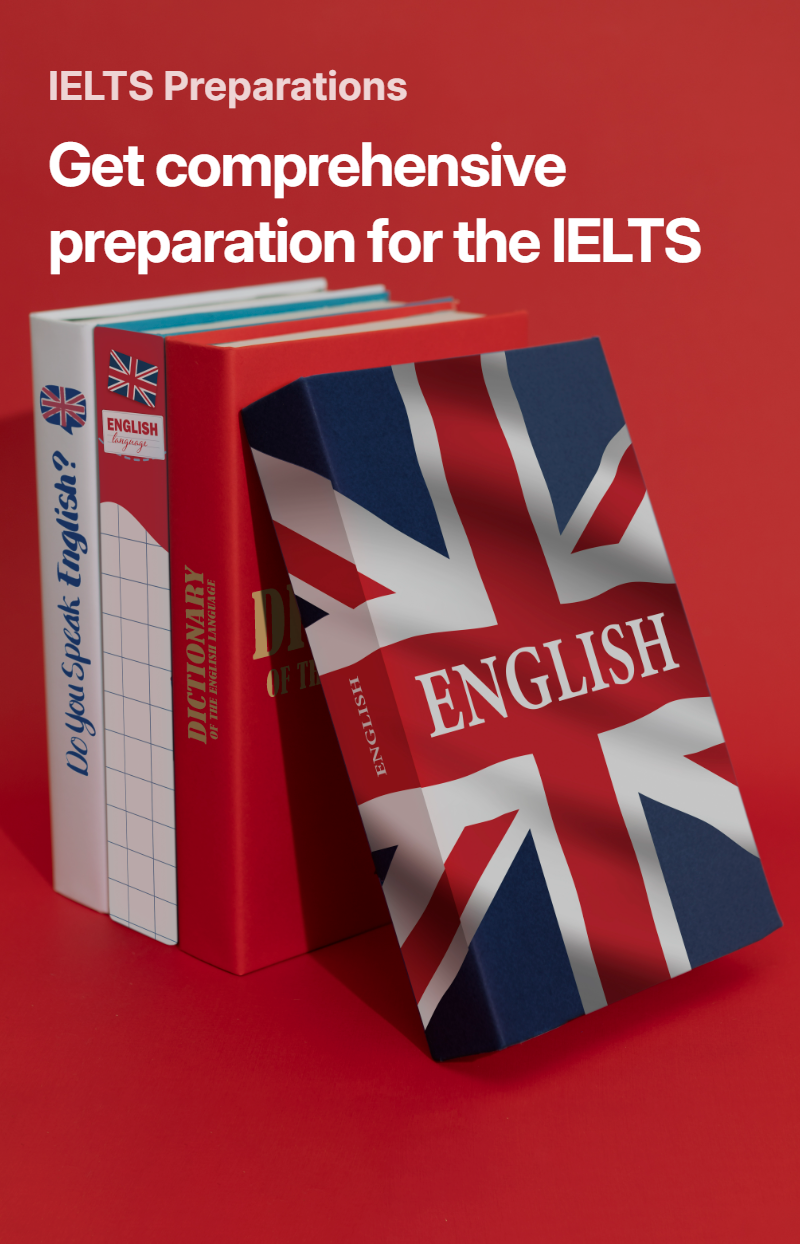 IELTS Preparations
Get comprehensive
preparation for the IELTS
Do You Speak English?
ENGLISH
language
DICTIONARY
OF THE ENGLISH LANGUAGE
OF
ENGLISH
ENGLISH